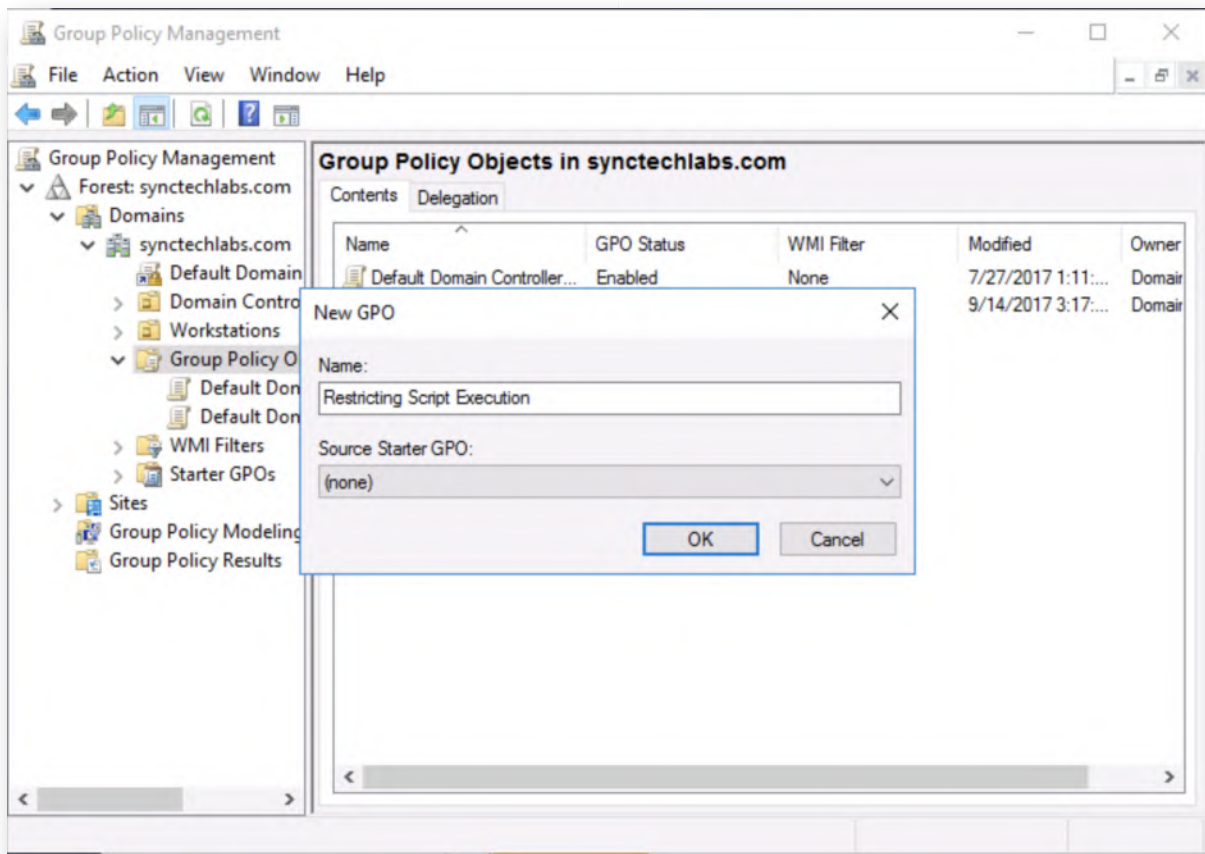 Group Policy Management
File Action View Window Help
Group Policy Management
Forest: synctechlabs.com
Domains
synctechlabs.com
Default Domain
Domain Contro
Workstations
Group Policy O
Default Don
Default Don
WMI Filters
Starter GPOs
Sites
Group Policy Modeling
Group Policy Results
Group Policy Objects in synctechlabs.com
Contents Delegation
Name GPO Status WMI Filter Modified Owner
Default Domain Controller... Enabled None 7/27/2017 1:11:... Domair
9/14/2017 3:17:... Domair
New GPO
Name:
Restricting Script Execution
Source Starter GPO:
(none)
OK Cancel